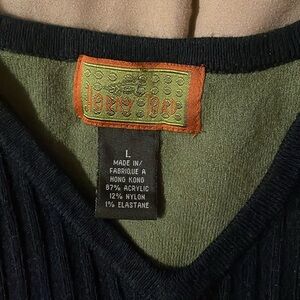 L
MADE IN/
FABRIQUE A
HONG KONG
87% ACRYLIC
12% NYLON
1% ELASTANE